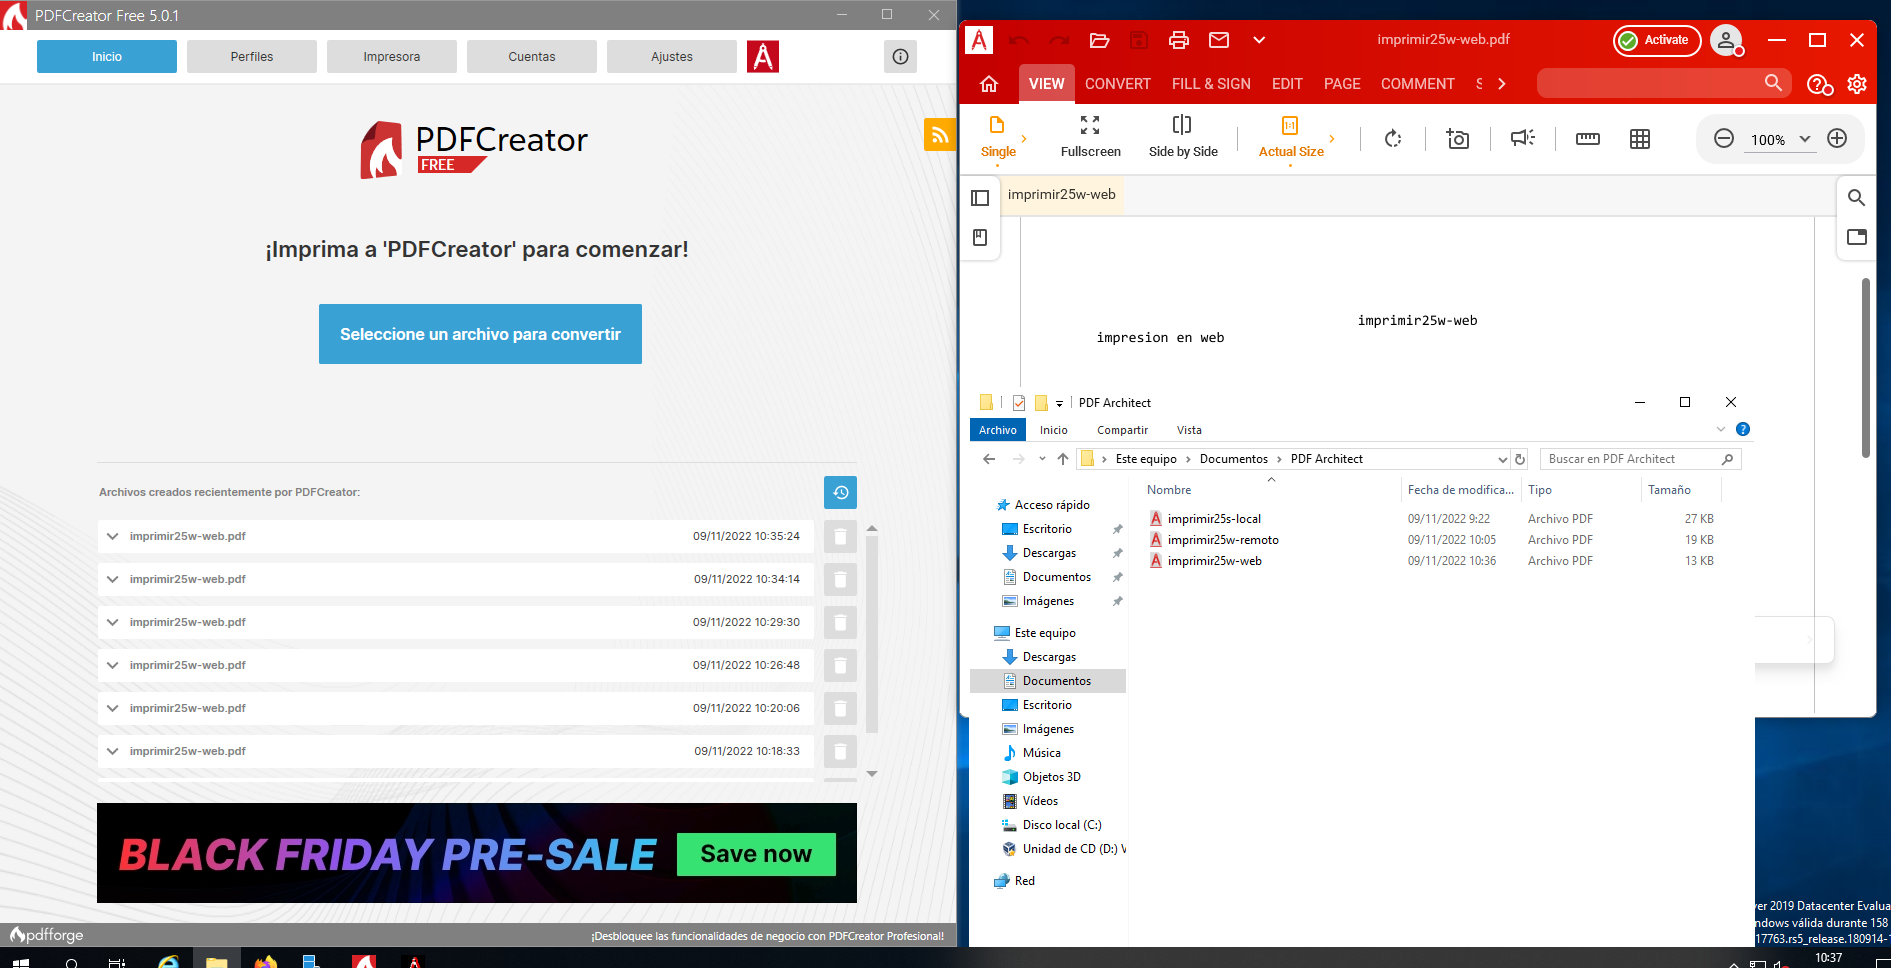 PDFCreator Free 5.0.1
Inicio
Perfiles
Impresora
Cuentas
Ajustes
PDFCreator
FREE
¡Imprima a 'PDFCreator' para comenzar!
Seleccione un archivo para convertir
Archivos creados recientemente por PDFCreator:
imprimir25w-web.pdf 09/11/2022 10:35:24
imprimir25w-web.pdf 09/11/2022 10:34:14
imprimir25w-web.pdf 09/11/2022 10:29:30
imprimir25w-web.pdf 09/11/2022 10:26:48
imprimir25w-web.pdf 09/11/2022 10:20:06
imprimir25w-web.pdf 09/11/2022 10:18:33
BLACK FRIDAY PRE-SALE Save now
pdfforge
¡Desbloquee las funcionalidades de negocio con PDFCreator Profesional!
imprimir25w-web.pdf
Activate
VIEW CONVERT FILL & SIGN EDIT PAGE COMMENT S
Single
Fullscreen
Side by Side
Actual Size
100%
imprimir25w-web
imprimir25w-web
impresion en web
PDF Architect
Archivo Inicio Compartir Vista
Este equipo > Documentos > PDF Architect
Buscar en PDF Architect
Nombre Fecha de modifica... Tipo Tamaño
imprimir25s-local 09/11/2022 9:22 Archivo PDF 27 KB
imprimir25w-remoto 09/11/2022 10:05 Archivo PDF 19 KB
imprimir25w-web 09/11/2022 10:36 Archivo PDF 13 KB
Acceso rápido
Escritorio
Descargas
Documentos
Imágenes
Este equipo
Descargas
Documentos
Escritorio
Imágenes
Música
Objetos 3D
Vídeos
Disco local (C:)
Unidad de CD (D:) V
Red
ver 2019 Datacenter Evalua
ndows válida durante 158
17763.rs5_release.180914-1
10:37